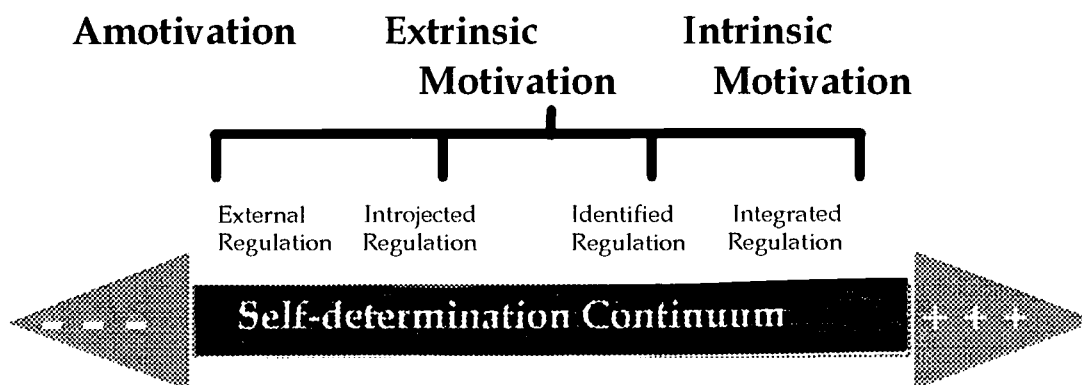 Amotivation
Extrinsic
Motivation
Intrinsic
Motivation
External
Regulation
Introjected
Regulation
Identified
Regulation
Integrated
Regulation
- - -
Self-determination Continuum
+ + +